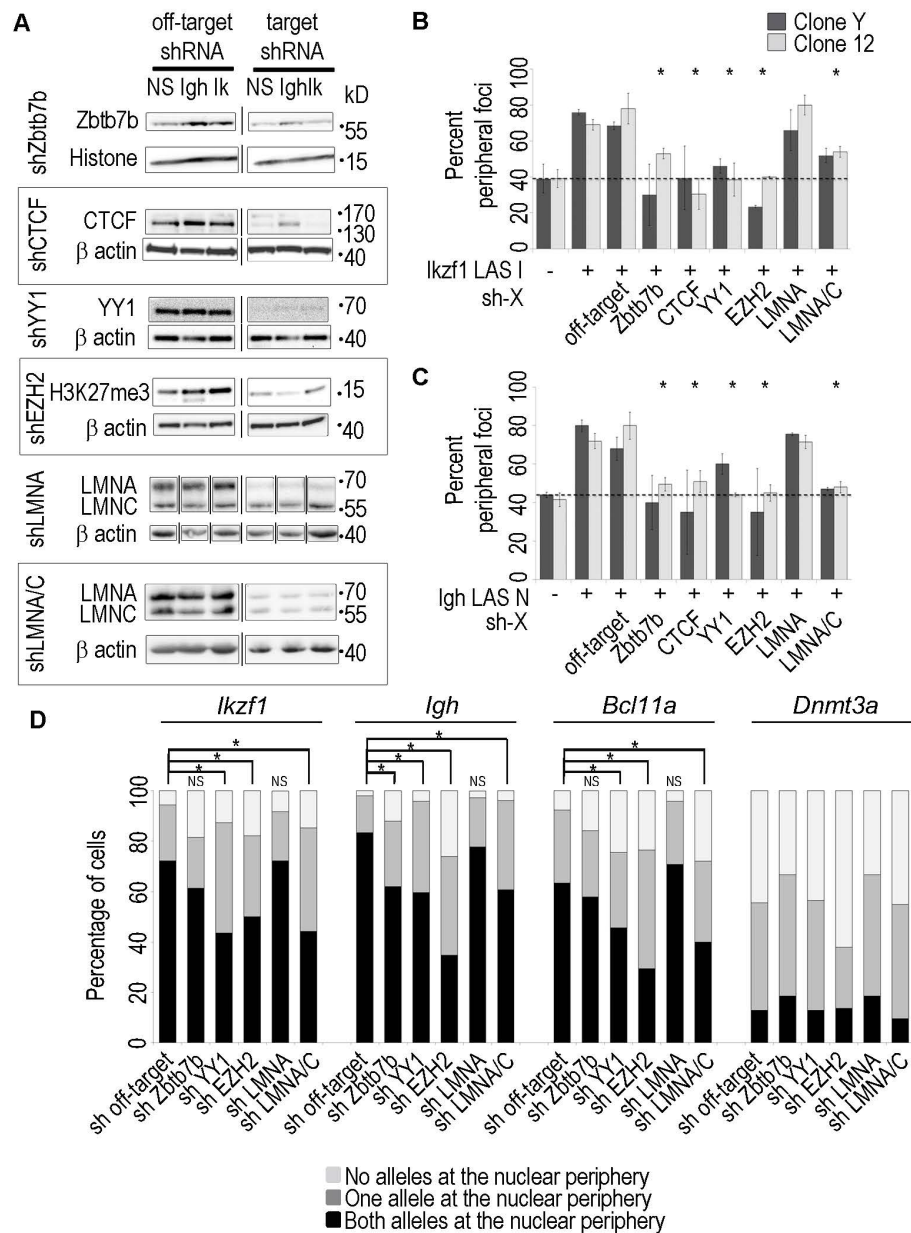 A
off-target shRNA
target shRNA
NS Igh Ik
NS IghIk
kD
shZbtb7b
Zbtb7b
•55
Histone
•15
shCTCF
CTCF
•170
•130
β actin
•40
shYY1
YY1
•70
β actin
•40
shEZH2
H3K27me3
•15
β actin
•40
shLMNA
LMNA
•70
LMNC
•55
β actin
•40
shLMNA/C
LMNA
•70
LMNC
•55
β actin
•40
B
Clone Y
Clone 12
Percent peripheral foci
100
80
60
40
20
0
* * * * *
Ikzf1 LAS I - + + + + + + + +
sh-X
off-target
Zbtb7b
CTCF
YY1
EZH2
LMNA
LMNA/C
C
Percent peripheral foci
100
80
60
40
20
0
* * * * *
Igh LAS N - + + + + + + + +
sh-X
off-target
Zbtb7b
CTCF
YY1
EZH2
LMNA
LMNA/C
D
Percentage of cells
100
80
60
40
20
0
Ikzf1
*
*
*
NS
NS
sh off-target
sh Zbtb7b
sh YY1
sh EZH2
sh LMNA
sh LMNA/C
Igh
*
*
*
*
NS
sh off-target
sh Zbtb7b
sh YY1
sh EZH2
sh LMNA
sh LMNA/C
Bcl11a
*
*
*
NS
NS
sh off-target
sh Zbtb7b
sh YY1
sh EZH2
sh LMNA
sh LMNA/C
Dnmt3a
sh off-target
sh Zbtb7b
sh YY1
sh EZH2
sh LMNA
sh LMNA/C
No alleles at the nuclear periphery
One allele at the nuclear periphery
Both alleles at the nuclear periphery